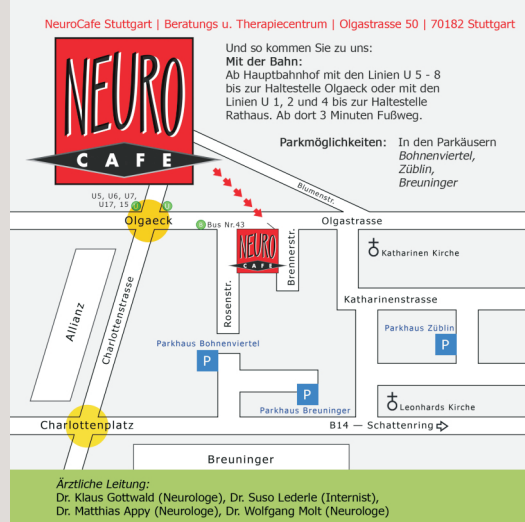 NeuroCafe Stuttgart | Beratungs u. Therapiecentrum | Olgastrasse 50 | 70182 Stuttgart
NEURO
CAFE
Und so kommen Sie zu uns:
Mit der Bahn:
Ab Hauptbahnhof mit den Linien U 5 - 8
bis zur Haltestelle Olgaeck oder mit den
Linien U 1, 2 und 4 bis zur Haltestelle
Rathaus. Ab dort 3 Minuten Fußweg.
Parkmöglichkeiten: In den Parkäusern
Bohnenviertel,
Züblin,
Breuninger
Blumenstr.
U5, U6, U7,
U17, 15
U
U
Olgaeck
Bus Nr.43
Olgastrasse
NEURO
CAFE
Brennerstr.
Rosenstr.
Katharinen Kirche
Allianz
Charlottenstrasse
Katharinenstrasse
Parkhaus Züblin
P
Parkhaus Bohnenviertel
P
P
Parkhaus Breuninger
Leonhards Kirche
Charlottenplatz
B14 — Schattenring
Breuninger
Ärztliche Leitung:
Dr. Klaus Gottwald (Neurologe), Dr. Suso Lederle (Internist),
Dr. Matthias Appy (Neurologe), Dr. Wolfgang Molt (Neurologe)